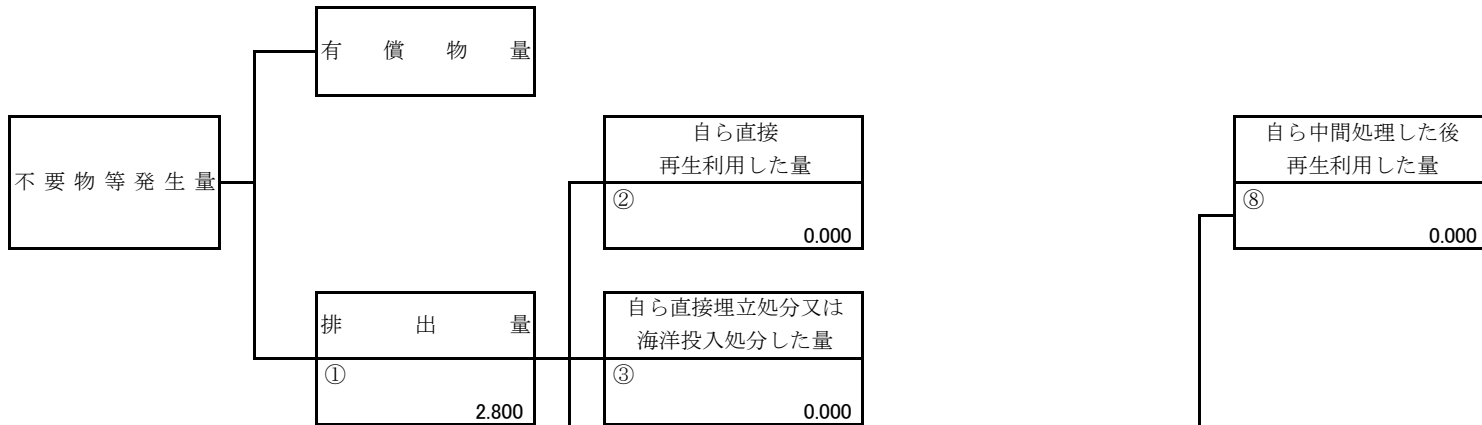 有償物量
不要物等発生量
自ら直接
再生利用した量
②
0.000
自ら中間処理した後
再生利用した量
⑧
0.000
排出量
①
2.800
自ら直接埋立処分又は
海洋投入処分した量
③
0.000